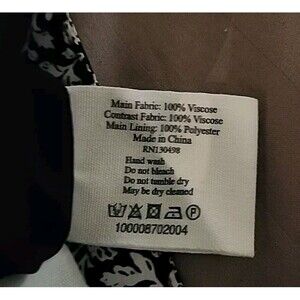 Main Fabric: 100% Viscose
Contrast Fabric: 100% Viscose
Main Lining: 100% Polyester
Made in China
RN130498
Hand wash
Do not bleach
Do not tumble dry
May be dry cleaned
P
100008702004